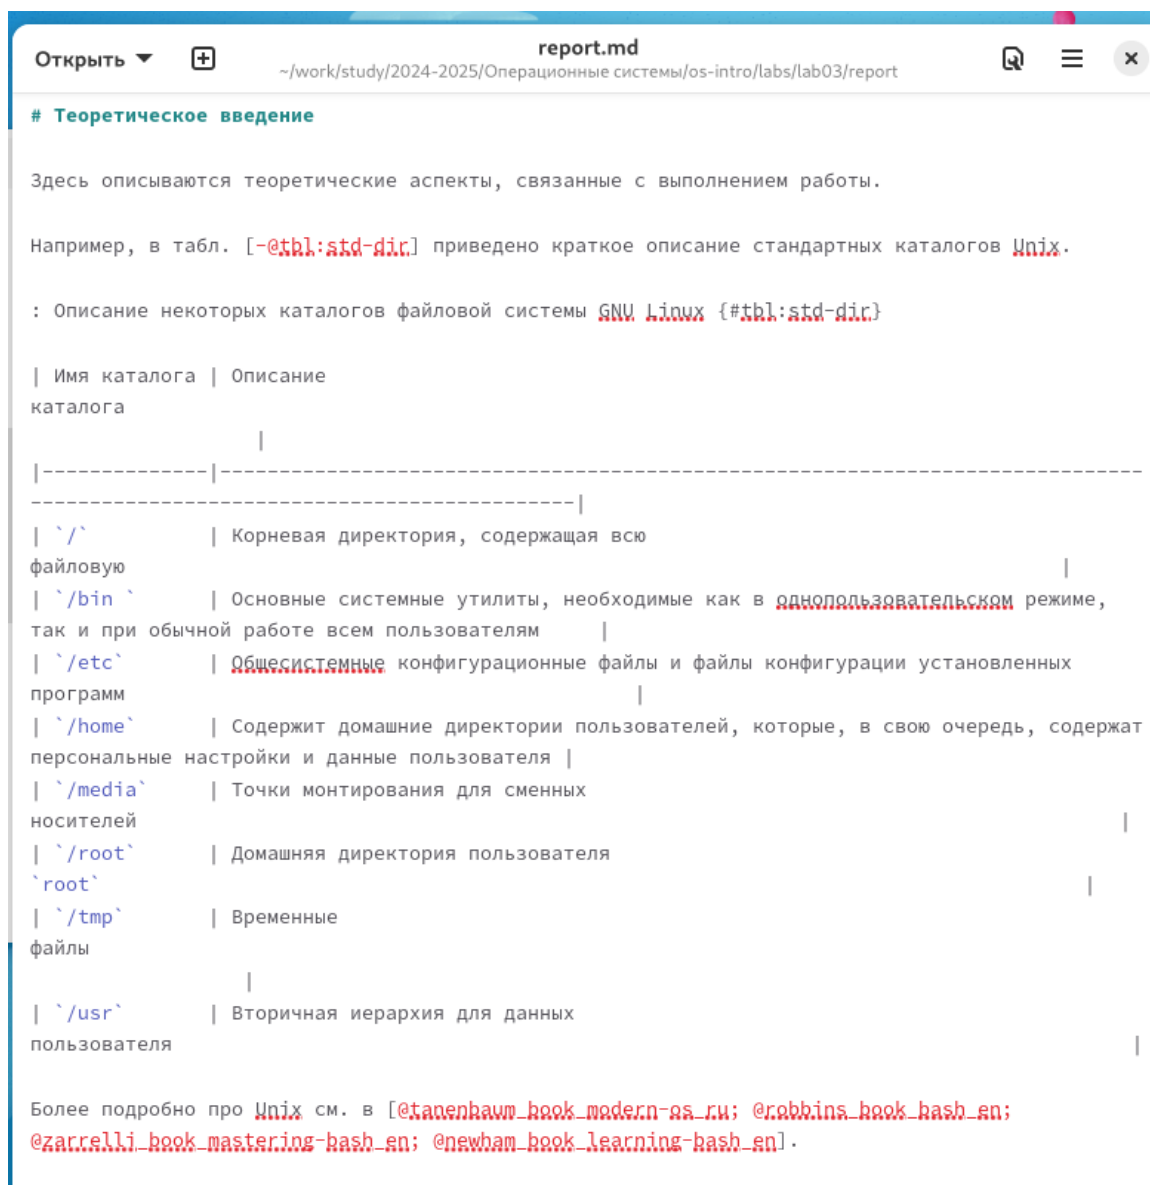 Открыть
report.md
~/work/study/2024-2025/Операционные системы/os-intro/labs/lab03/report
# Теоретическое введение
Здесь описываются теоретические аспекты, связанные с выполнением работы.
Например, в табл. [-@tbl:std-dir] приведено краткое описание стандартных каталогов Unix.
: Описание некоторых каталогов файловой системы GNU Linux {#tbl:std-dir}
| Имя каталога | Описание
каталога
|
|--------------|------------------------------------------------------------------------------
----------------------------------------------|
| `/`          | Корневая директория, содержащая всю
файловую                                                                               |
| `/bin `      | Основные системные утилиты, необходимые как в однопользовательском режиме,
так и при обычной работе всем пользователям     |
| `/etc`       | Общесистемные конфигурационные файлы и файлы конфигурации установленных
программ                                           |
| `/home`      | Содержит домашние директории пользователей, которые, в свою очередь, содержат
персональные настройки и данные пользователя |
| `/media`     | Точки монтирования для сменных
носителей                                                                                   |
| `/root`      | Домашняя директория пользователя
`root`                                                                                   |
| `/tmp`       | Временные
файлы
|
| `/usr`       | Вторичная иерархия для данных
пользователя                                                                                 |
Более подробно про Unix см. в [@tanenbaum_book_modern-os_ru; @robbins_book_bash_en;
@zarrelli_book_mastering-bash_en; @newham_book_learning-bash_en].